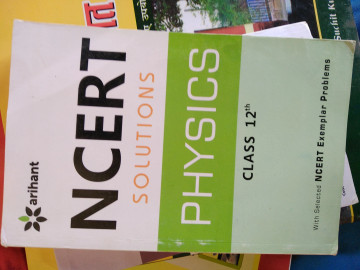 arihant
NCERT
SOLUTIONS
PHYSICS
CLASS 12th
With Selected NCERT Exemplar Problems